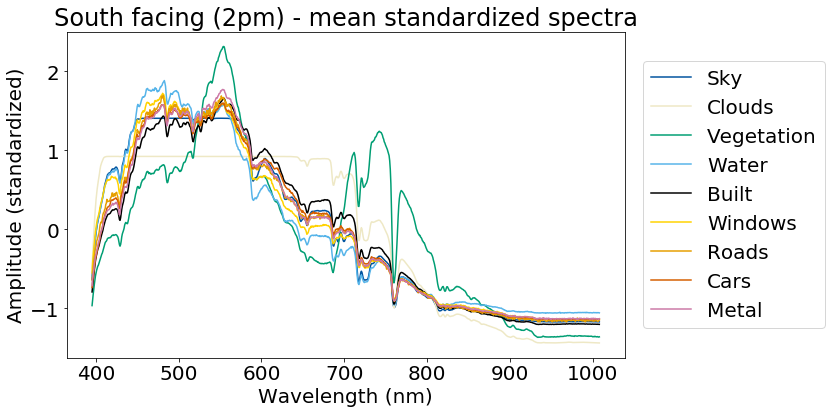 South facing (2pm) - mean standardized spectra
Amplitude (standardized)
2
1
0
−1
400 500 600 700 800 900 1000
Wavelength (nm)
Sky
Clouds
Vegetation
Water
Built
Windows
Roads
Cars
Metal